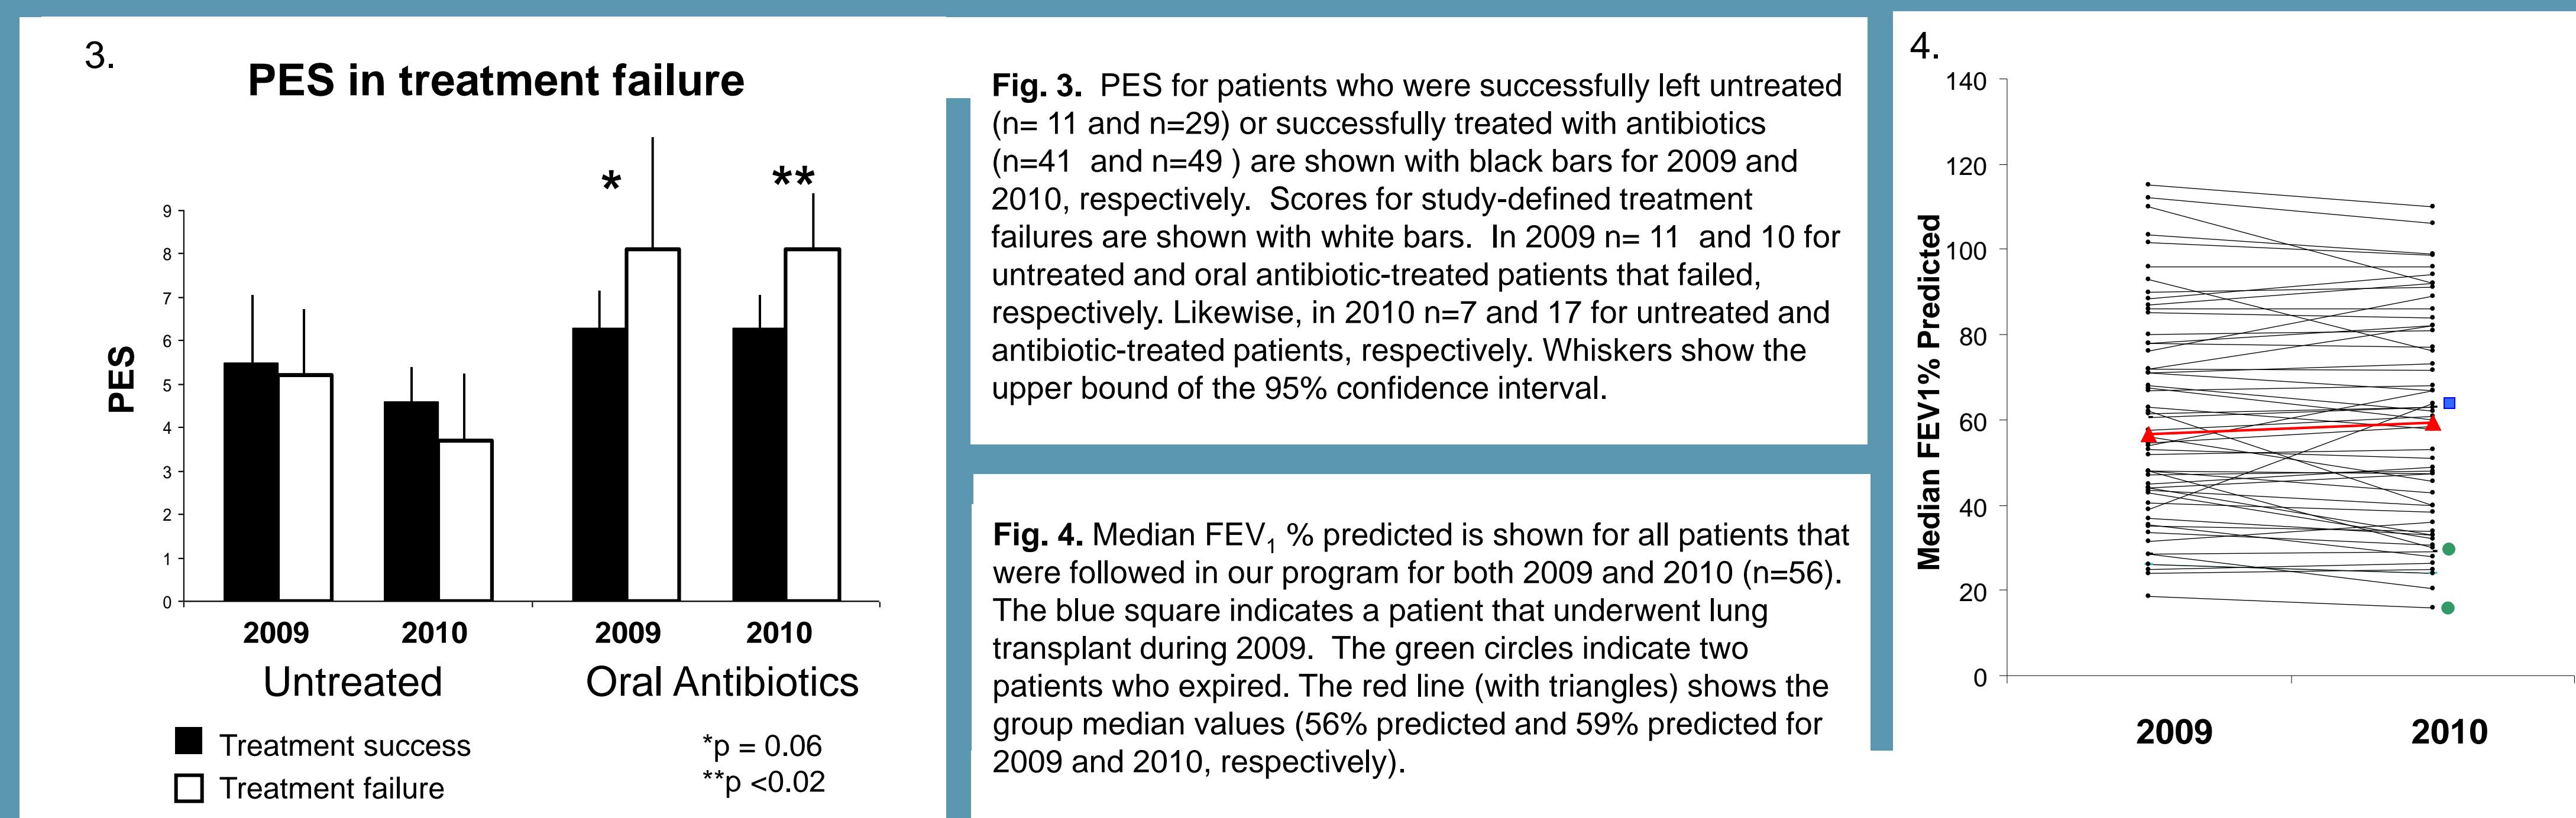 3.
PES in treatment failure
*
**
9
8
7
6
5
4
3
2
1
0
PES
2009
2010
2009
2010
Untreated
Oral Antibiotics
Treatment success
Treatment failure
*p = 0.06
**p <0.02
Fig. 3. PES for patients who were successfully left untreated
(n= 11 and n=29) or successfully treated with antibiotics
(n=41 and n=49 ) are shown with black bars for 2009 and
2010, respectively. Scores for study-defined treatment
failures are shown with white bars. In 2009 n= 11 and 10 for
untreated and oral antibiotic-treated patients that failed,
respectively. Likewise, in 2010 n=7 and 17 for untreated and
antibiotic-treated patients, respectively. Whiskers show the
upper bound of the 95% confidence interval.
Fig. 4. Median FEV1 % predicted is shown for all patients that
were followed in our program for both 2009 and 2010 (n=56).
The blue square indicates a patient that underwent lung
transplant during 2009. The green circles indicate two
patients who expired. The red line (with triangles) shows the
group median values (56% predicted and 59% predicted for
2009 and 2010, respectively).
4.
140
120
100
80
60
40
20
0
Median FEV1% Predicted
2009
2010